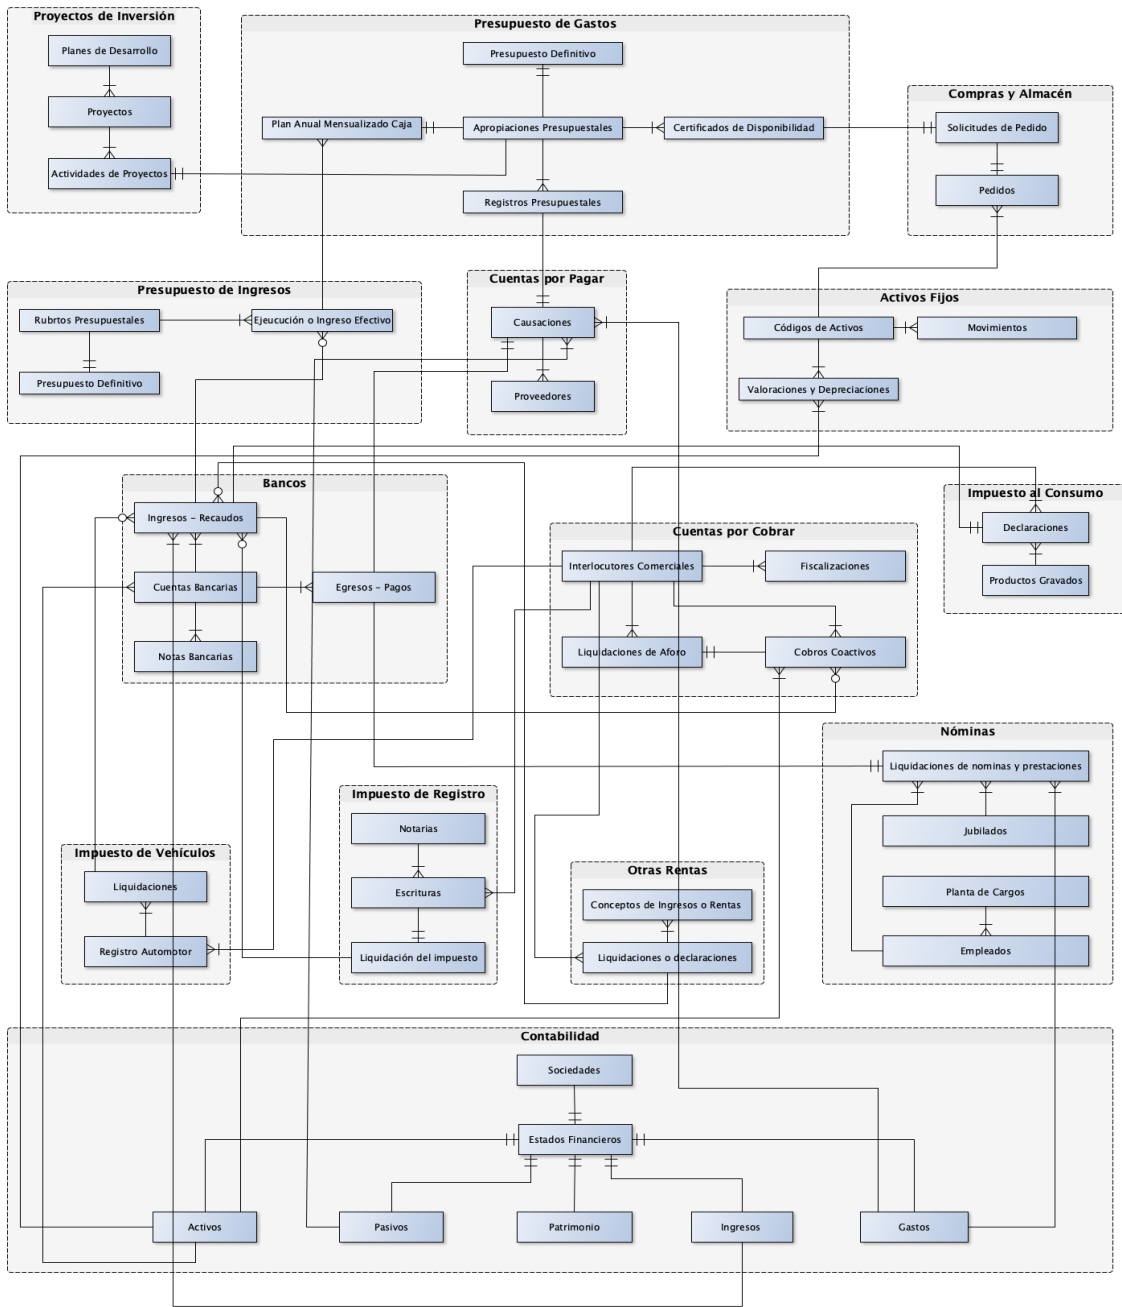 Proyectos de Inversión
Planes de Desarrollo
Proyectos
Actividades de Proyectos
Presupuesto de Gastos
Presupuesto Definitivo
Plan Anual Mensualizado Caja
Apropiaciones Presupuestales
Certificados de Disponibilidad
Registros Presupuestales
Compras y Almacén
Solicitudes de Pedido
Pedidos
Presupuesto de Ingresos
Rubrtos Presupuestales
Ejeucución o Ingreso Efectivo
Presupuesto Definitivo
Cuentas por Pagar
Causaciones
Proveedores
Activos Fijos
Códigos de Activos
Movimientos
Valoraciones y Depreciaciones
Bancos
Ingresos - Recaudos
Cuentas Bancarias
Egresos - Pagos
Notas Bancarias
Cuentas por Cobrar
Interlocutores Comerciales
Fiscalizaciones
Liquidaciones de Aforo
Cobros Coactivos
Impuesto al Consumo
Declaraciones
Productos Gravados
Nóminas
Liquidaciones de nominas y prestaciones
Jubilados
Planta de Cargos
Empleados
Impuesto de Vehículos
Liquidaciones
Registro Automotor
Impuesto de Registro
Notarias
Escrituras
Liquidación del impuesto
Otras Rentas
Conceptos de Ingresos o Rentas
Liquidaciones o declaraciones
Contabilidad
Sociedades
Estados Financieros
Activos
Pasivos
Patrimonio
Ingresos
Gastos